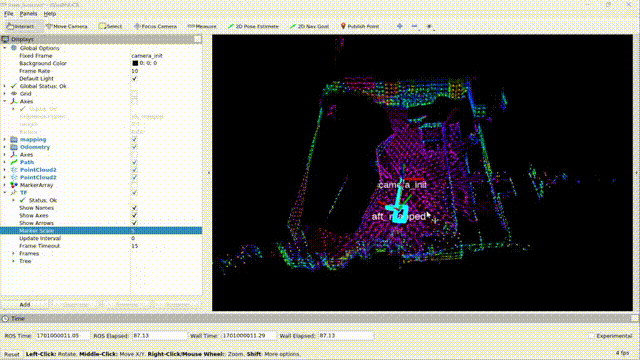 File Panels Help
Interact Move Camera Select Focus Camera Measure 2D Pose Estimate 2D Nav Goal Publish Point
Displays
Global Options
Fixed Frame camera_init
Background Color 0; 0; 0
Frame Rate 10
Default Light
Global Status: Ok
Grid
Axes
Status: Ok
mapping
Odometry
Axes
Path
PointCloud2
PointCloud2
MarkerArray
TF
Status: Ok
Show Names
Show Axes
Show Arrows
Marker Scale 5
Update Interval 0
Frame Timeout 15
Frames
Tree
camera_init
aft_mapped
Add
Time
ROS Time: 1701000011.05 ROS Elapsed: 87.13 Wall Time: 1701000011.29 Wall Elapsed: 87.13 Experimental
Reset Left-Click: Rotate. Middle-Click: Move X/Y. Right-Click/Mouse Wheel: Zoom. Shift: More options. 4 fps